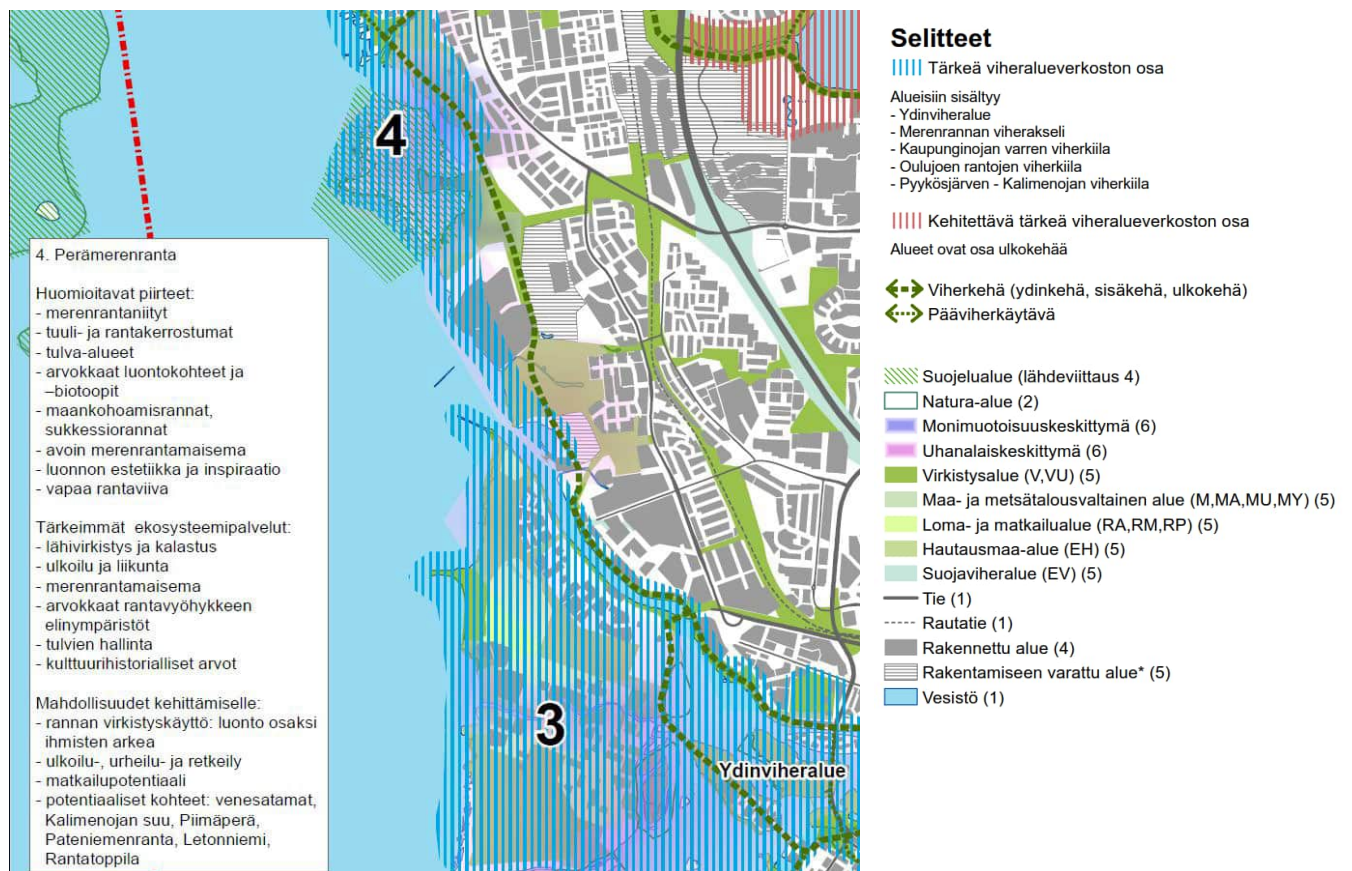 4
4. Perämerenranta
Huomioitavat piirteet:
- merenrantaniityt
- tuuli- ja rantakerrostumat
- tulva-alueet
- arvokkaat luontokohteet ja
–biotoopit
- maankohoamisrannat,
sukkessiorannat
- avoin merenrantamaisema
- luonnon estetiikka ja inspiraatio
- vapaa rantaviiva
Tärkeimmät ekosysteemipalvelut:
- lähivirkistys ja kalastus
- ulkoilu ja liikunta
- merenrantamaisema
- arvokkaat rantavyöhykkeen
elinympäristöt
- tulvien hallinta
- kulttuurihistorialliset arvot
Mahdollisuudet kehittämiselle:
- rannan virkistyskäyttö: luonto osaksi
ihmisten arkea
- ulkoilu-, urheilu- ja retkeily
- matkailupotentiaali
- potentiaaliset kohteet: venesatamat,
Kalimenojan suu, Piimäperä,
Pateniemenranta, Letonniemi,
Rantatoppila
3
Ydinviheralue
Selitteet
Tärkeä viheralueverkoston osa
Alueisiin sisältyy
- Ydinviheralue
- Merenrannan viherakseli
- Kaupunginojan varren viherkiila
- Oulujoen rantojen viherkiila
- Pyykösjärven - Kalimenojan viherkiila
Kehitettävä tärkeä viheralueverkoston osa
Alueet ovat osa ulkokehää
Viherkehä (ydinkehä, sisäkehä, ulkokehä)
Pääviherkäytävä
Suojelualue (lähdeviittaus 4)
Natura-alue (2)
Monimuotoisuuskeskittymä (6)
Uhanalaiskeskittymä (6)
Virkistysalue (V,VU) (5)
Maa- ja metsätalousvaltainen alue (M,MA,MU,MY) (5)
Loma- ja matkailualue (RA,RM,RP) (5)
Hautausmaa-alue (EH) (5)
Suojaviheralue (EV) (5)
Tie (1)
Rautatie (1)
Rakennettu alue (4)
Rakentamiseen varattu alue* (5)
Vesistö (1)